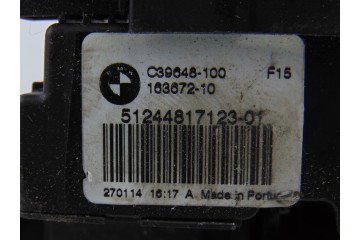 C39648-100 F15
163672-10
51244817123-01
270114 16:17 A Made in Portu